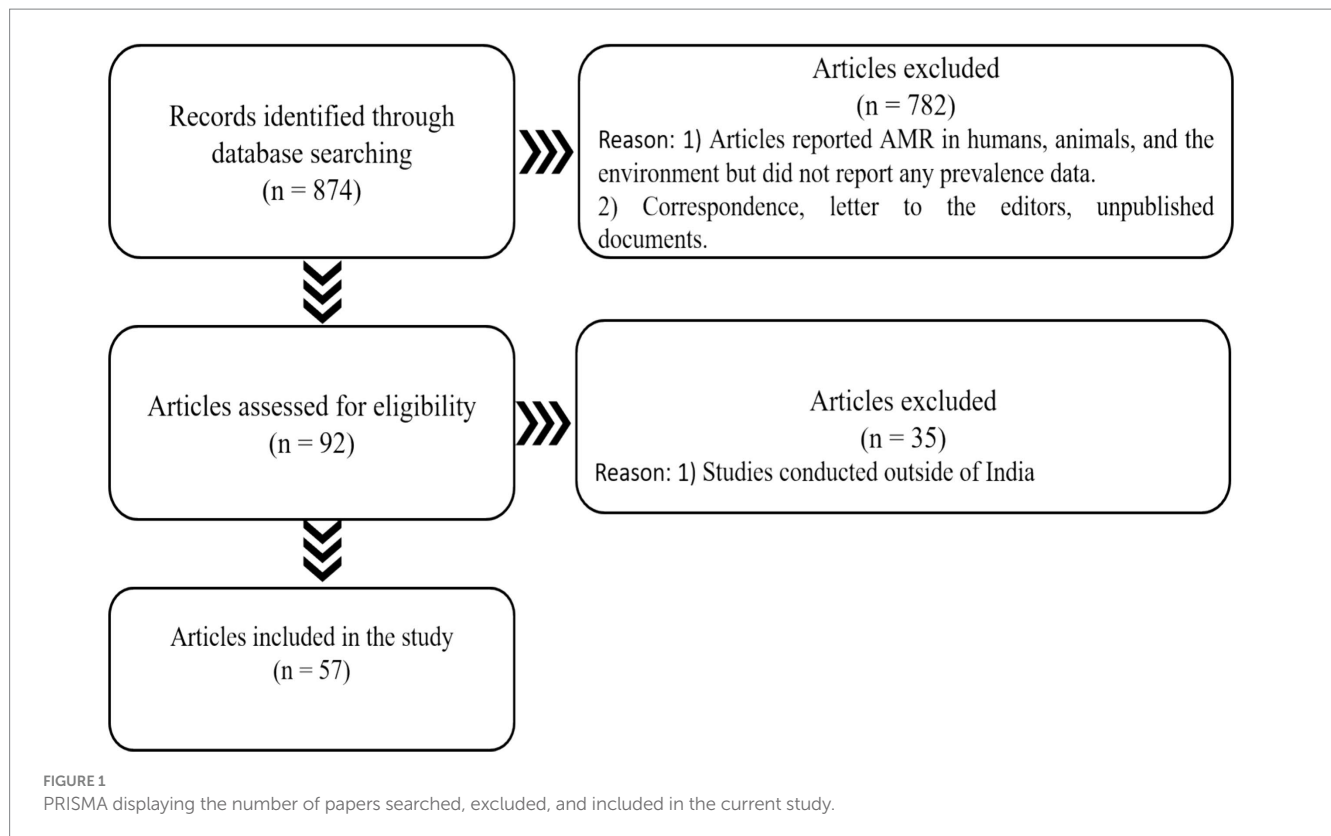 Records identified through
database searching
(n = 874)
Articles excluded
(n = 782)
Reason: 1) Articles reported AMR in humans, animals, and the
environment but did not report any prevalence data.
2) Correspondence, letter to the editors, unpublished
documents.
Articles assessed for eligibility
(n = 92)
Articles excluded
(n = 35)
Reason: 1) Studies conducted outside of India
Articles included in the study
(n = 57)
FIGURE 1
PRISMA displaying the number of papers searched, excluded, and included in the current study.